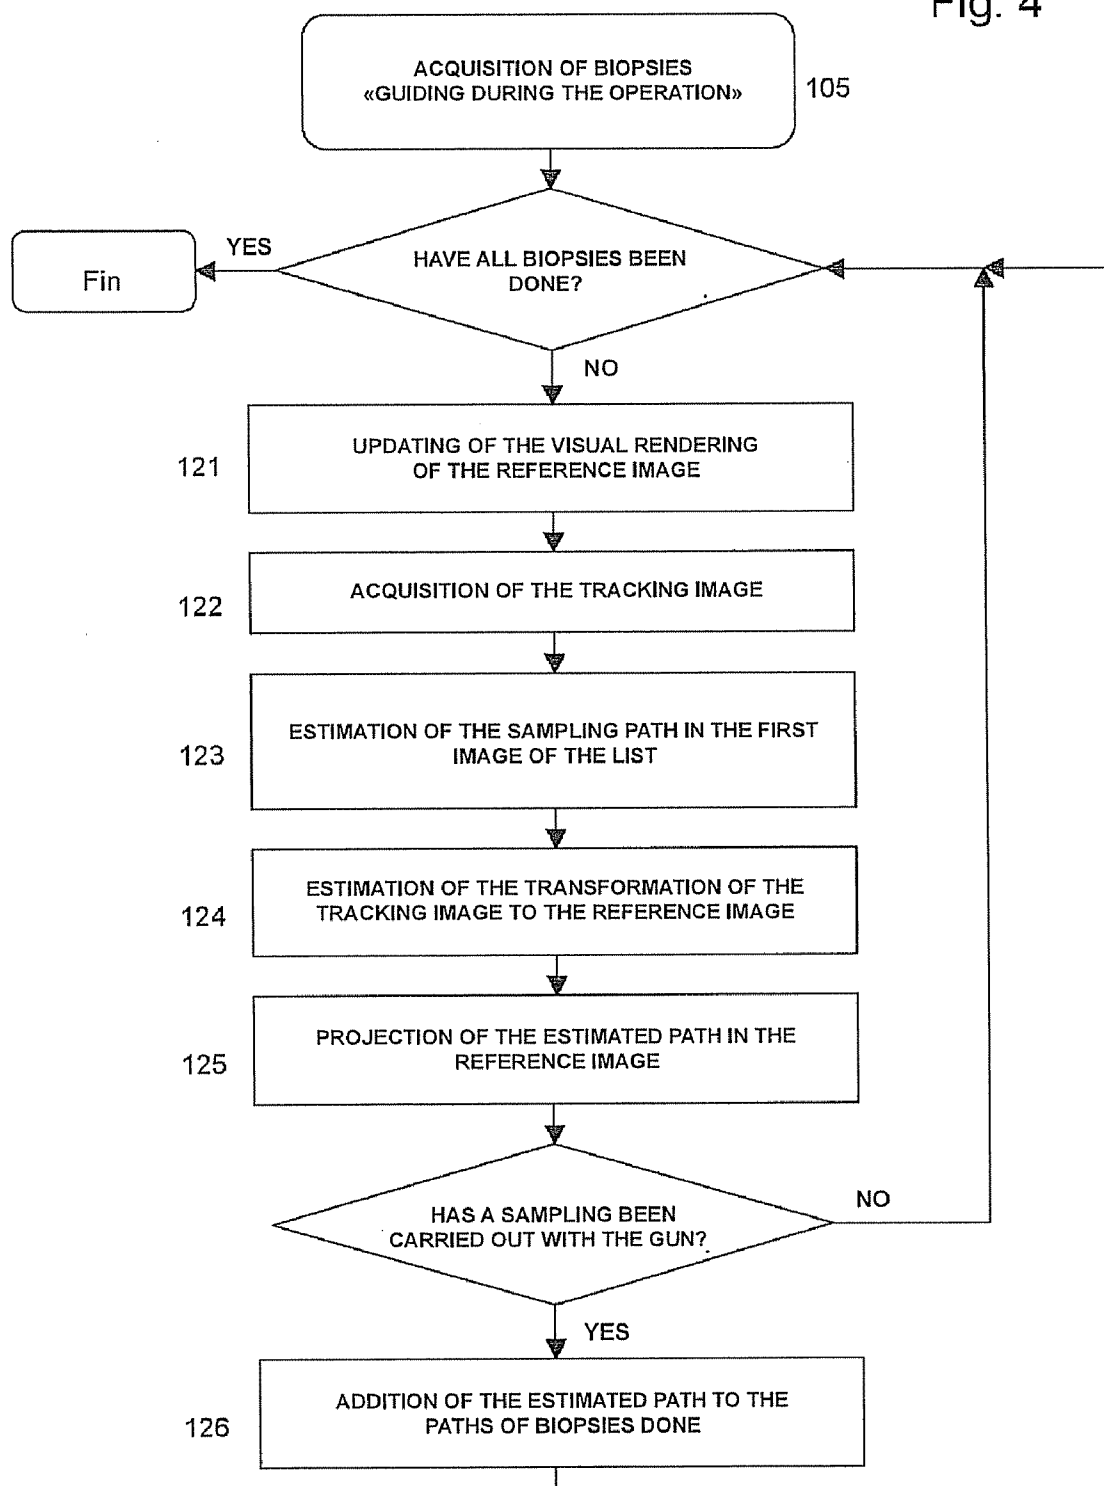 Fig. 4
ACQUISITION OF BIOPSIES
«GUIDING DURING THE OPERATION»
105
YES
Fin
HAVE ALL BIOPSIES BEEN
DONE?
NO
121
UPDATING OF THE VISUAL RENDERING
OF THE REFERENCE IMAGE
122
ACQUISITION OF THE TRACKING IMAGE
123
ESTIMATION OF THE SAMPLING PATH IN THE FIRST
IMAGE OF THE LIST
124
ESTIMATION OF THE TRANSFORMATION OF THE
TRACKING IMAGE TO THE REFERENCE IMAGE
125
PROJECTION OF THE ESTIMATED PATH IN THE
REFERENCE IMAGE
HAS A SAMPLING BEEN
CARRIED OUT WITH THE GUN?
NO
YES
126
ADDITION OF THE ESTIMATED PATH TO THE
PATHS OF BIOPSIES DONE